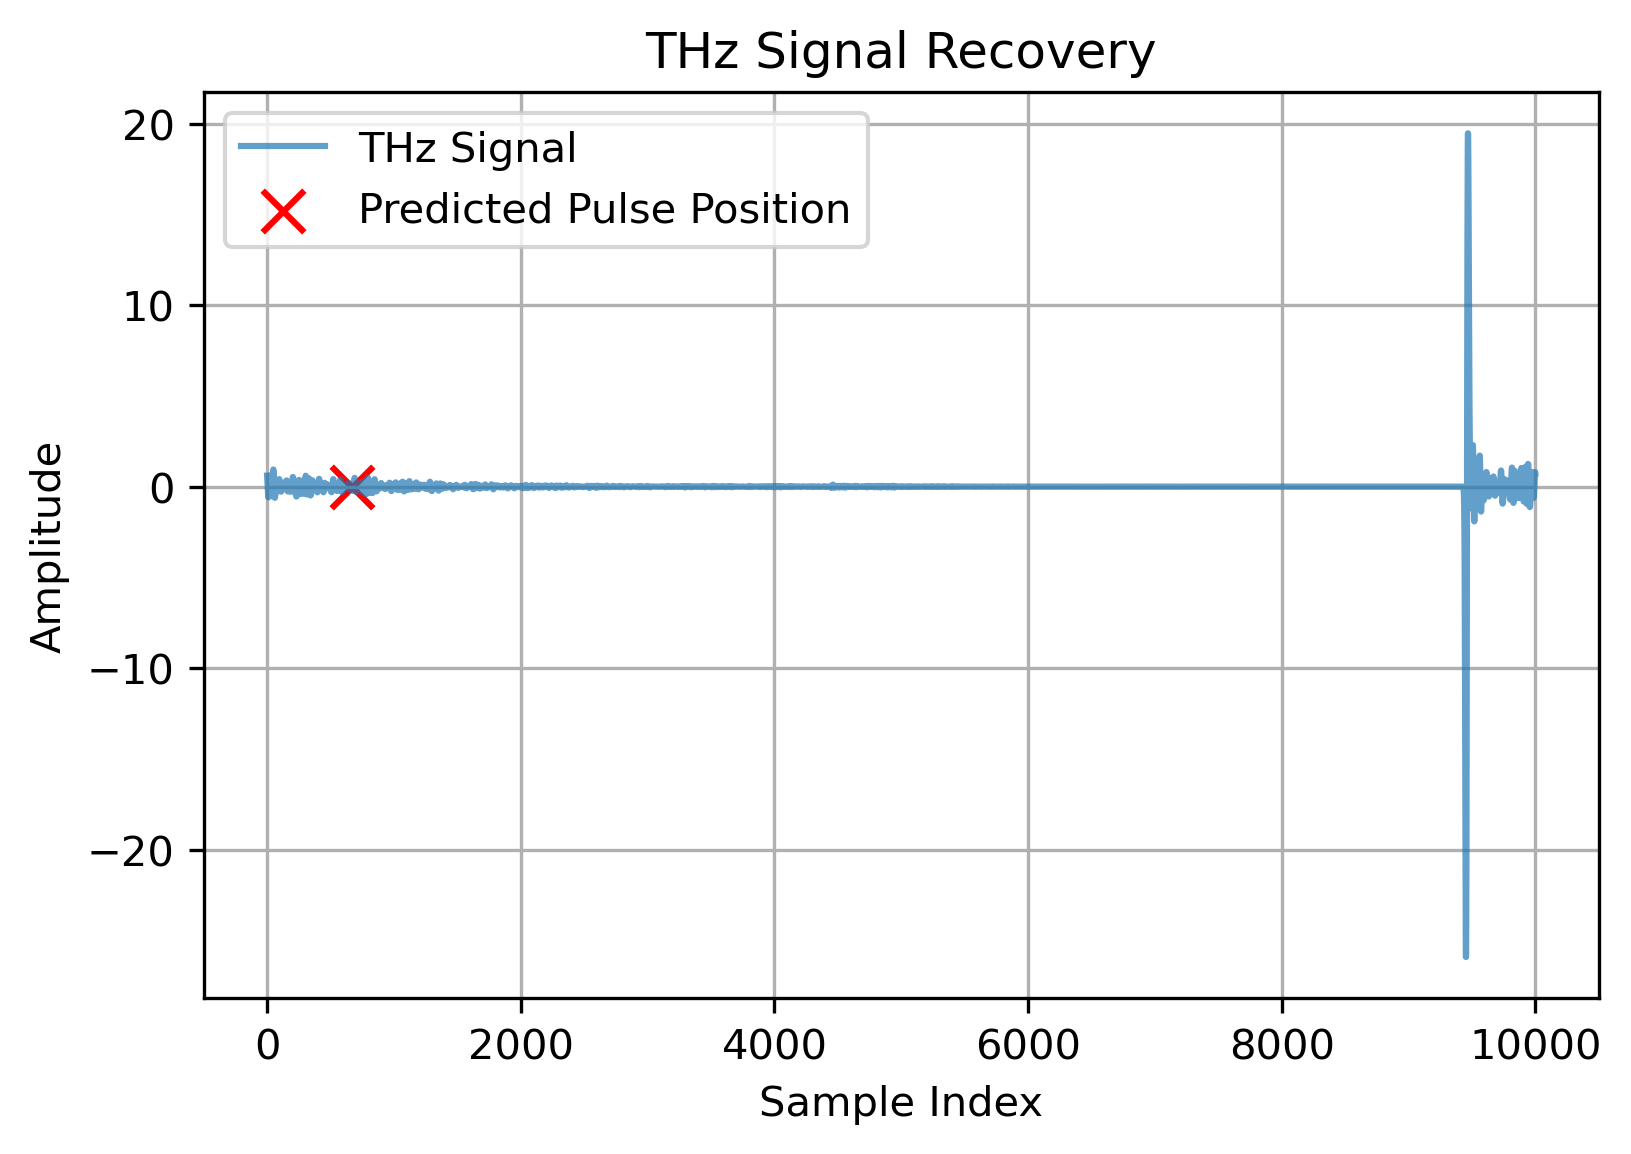 THz Signal Recovery
THz Signal
Predicted Pulse Position
20
10
0
−10
−20
Amplitude
0 2000 4000 6000 8000 10000
Sample Index